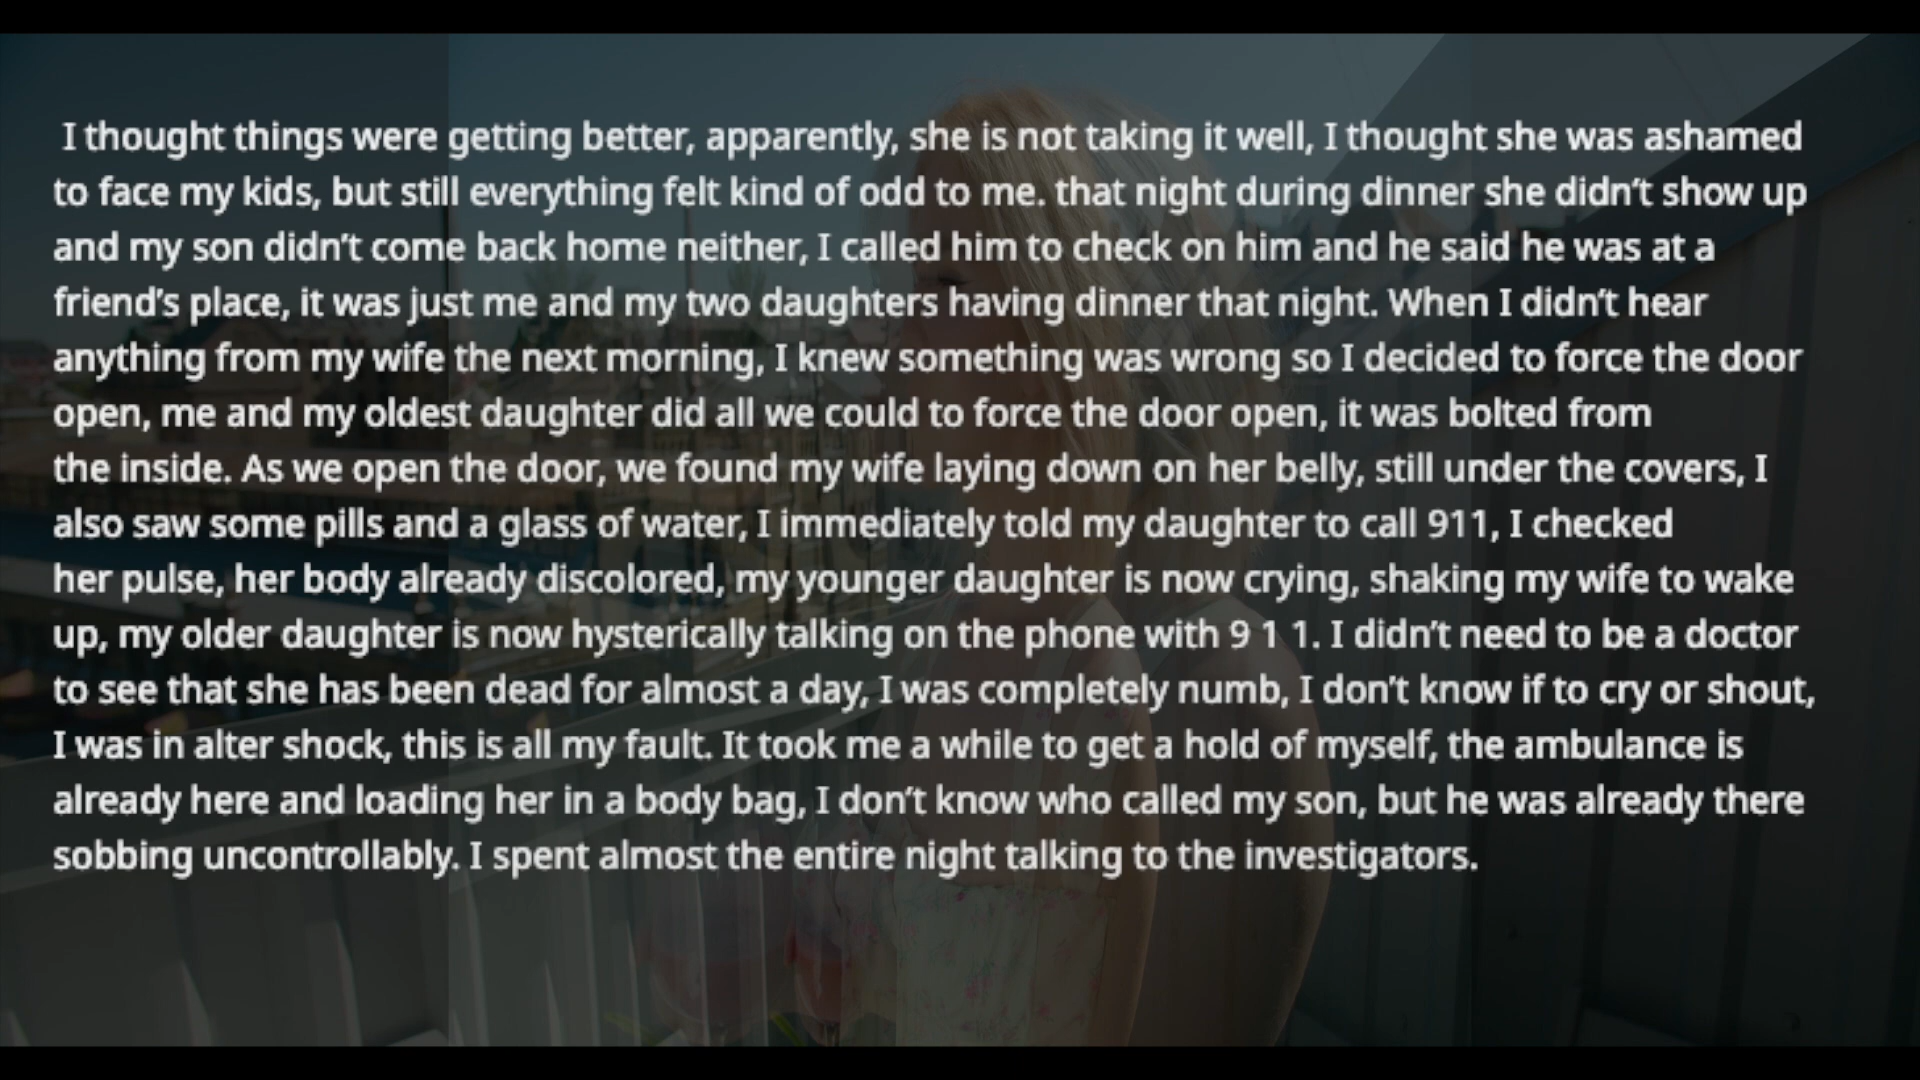 I thought things were getting better, apparently, she is not taking it well, I thought she was ashamed
to face my kids, but still everything felt kind of odd to me. that night during dinner she didn't show up
and my son didn't come back home neither, I called him to check on him and he said he was at a
friend's place, it was just me and my two daughters having dinner that night. When I didn't hear
anything from my wife the next morning, I knew something was wrong so I decided to force the door
open, me and my oldest daughter did all we could to force the door open, it was bolted from
the inside. As we open the door, we found my wife laying down on her belly, still under the covers, I
also saw some pills and a glass of water, I immediately told my daughter to call 911, I checked
her pulse, her body already discolored, my younger daughter is now crying, shaking my wife to wake
up, my older daughter is now hysterically talking on the phone with 9 1 1. I didn't need to be a doctor
to see that she has been dead for almost a day, I was completely numb, I don't know if to cry or shout,
I was in alter shock, this is all my fault. It took me a while to get a hold of myself, the ambulance is
already here and loading her in a body bag, I don't know who called my son, but he was already there
sobbing uncontrollably. I spent almost the entire night talking to the investigators.